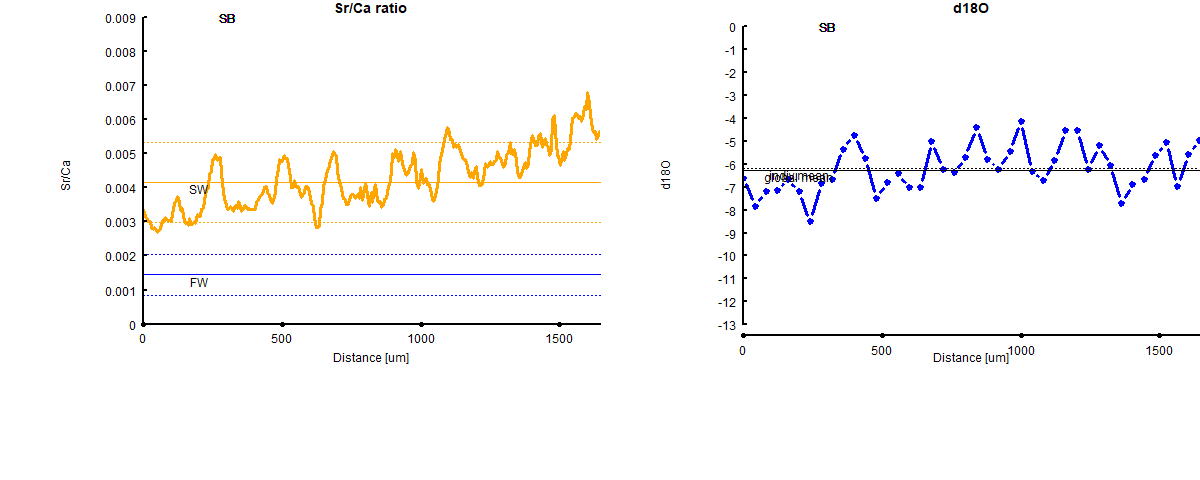 Sr/Ca ratio
SB
0.009
0.008
0.007
0.006
0.005
0.004
0.003
0.002
0.001
0
Sr/Ca
SW
FW
0
500
1000
1500
Distance [um]
d18O
SB
0
-1
-2
-3
-4
-5
-6
-7
-8
-9
-10
-11
-12
-13
d18O
global mean
0
500
1000
1500
Distance [um]